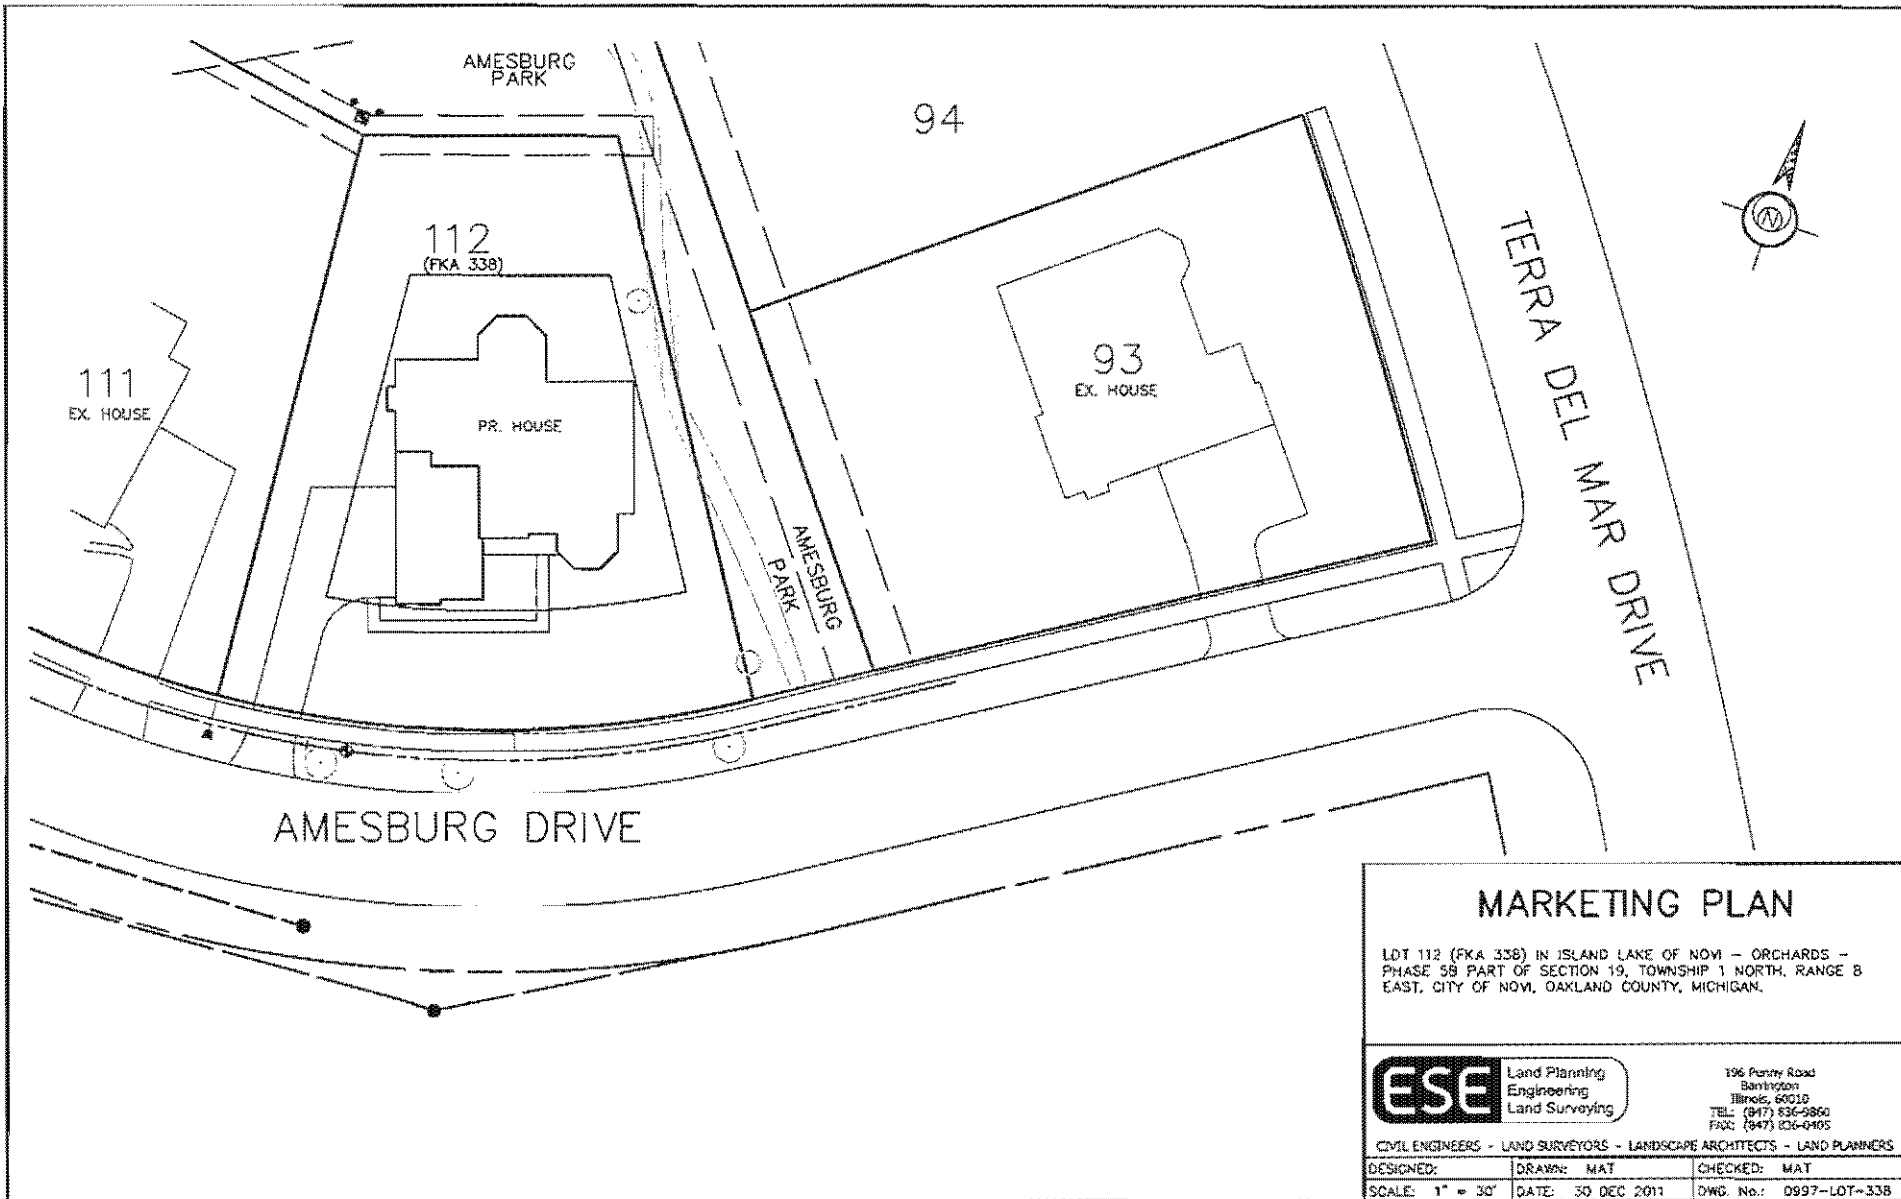 AMESBURG
PARK
94
112
(FKA 338)
111
EX. HOUSE
PR. HOUSE
93
EX. HOUSE
N
TERRA DEL MAR DRIVE
AMESBURG
PARK
AMESBURG DRIVE
MARKETING PLAN
LOT 112 (FKA 338) IN ISLAND LAKE OF NOVI – ORCHARDS –
PHASE 5B PART OF SECTION 19, TOWNSHIP 1 NORTH, RANGE 8
EAST, CITY OF NOVI, OAKLAND COUNTY, MICHIGAN.
ESE
Land Planning
Engineering
Land Surveying
196 Penny Road
Barrington
Illinois, 60010
TEL: (847) 836-9860
FAX: (847) 836-0405
CIVIL ENGINEERS - LAND SURVEYORS - LANDSCAPE ARCHITECTS - LAND PLANNERS
DESIGNED: DRAWN: MAT CHECKED: MAT
SCALE: 1" = 30' DATE: 30 DEC 2011 DWG. No.: 0997-LOT-338